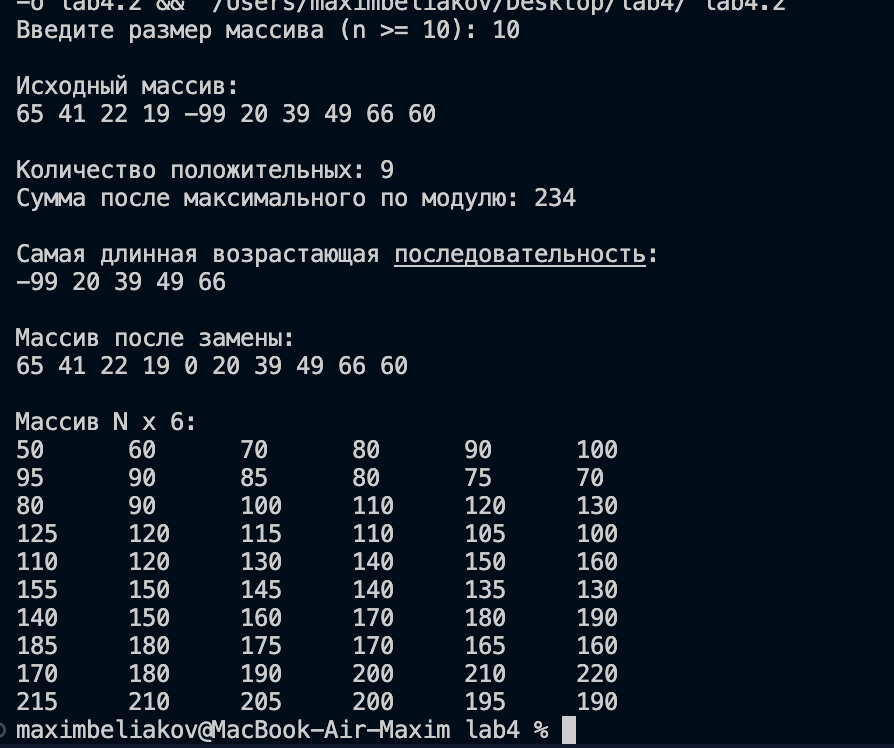 -o lab4.2 && "/Users/maximbeliakov/Desktop/lab4/"lab4.2
Введите размер массива (n >= 10): 10
Исходный массив:
65 41 22 19 -99 20 39 49 66 60
Количество положительных: 9
Сумма после максимального по модулю: 234
Самая длинная возрастающая последовательность:
-99 20 39 49 66
Массив после замены:
65 41 22 19 0 20 39 49 66 60
Массив N x 6:
50 60 70 80 90 100
95 90 85 80 75 70
80 90 100 110 120 130
125 120 115 110 105 100
110 120 130 140 150 160
155 150 145 140 135 130
140 150 160 170 180 190
185 180 175 170 165 160
170 180 190 200 210 220
215 210 205 200 195 190
maximbeliakov@MacBook-Air-Maxim lab4 %